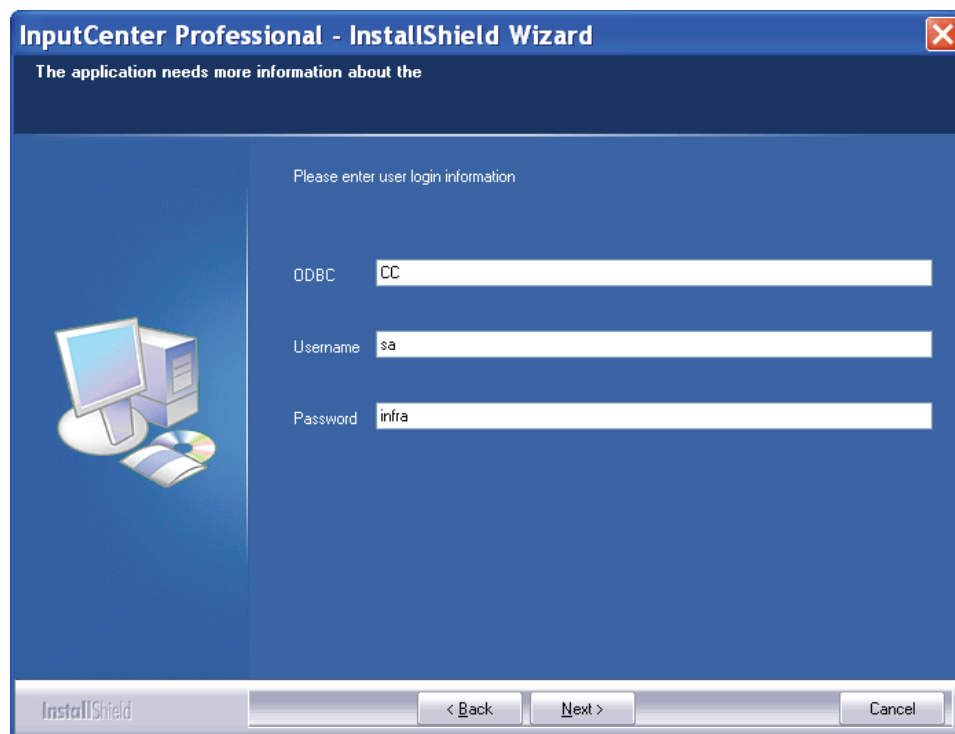 InputCenter Professional - InstallShield Wizard
The application needs more information about the
Please enter user login information
ODBC CC
Username sa
Password infra
InstallShield
< Back Next > Cancel